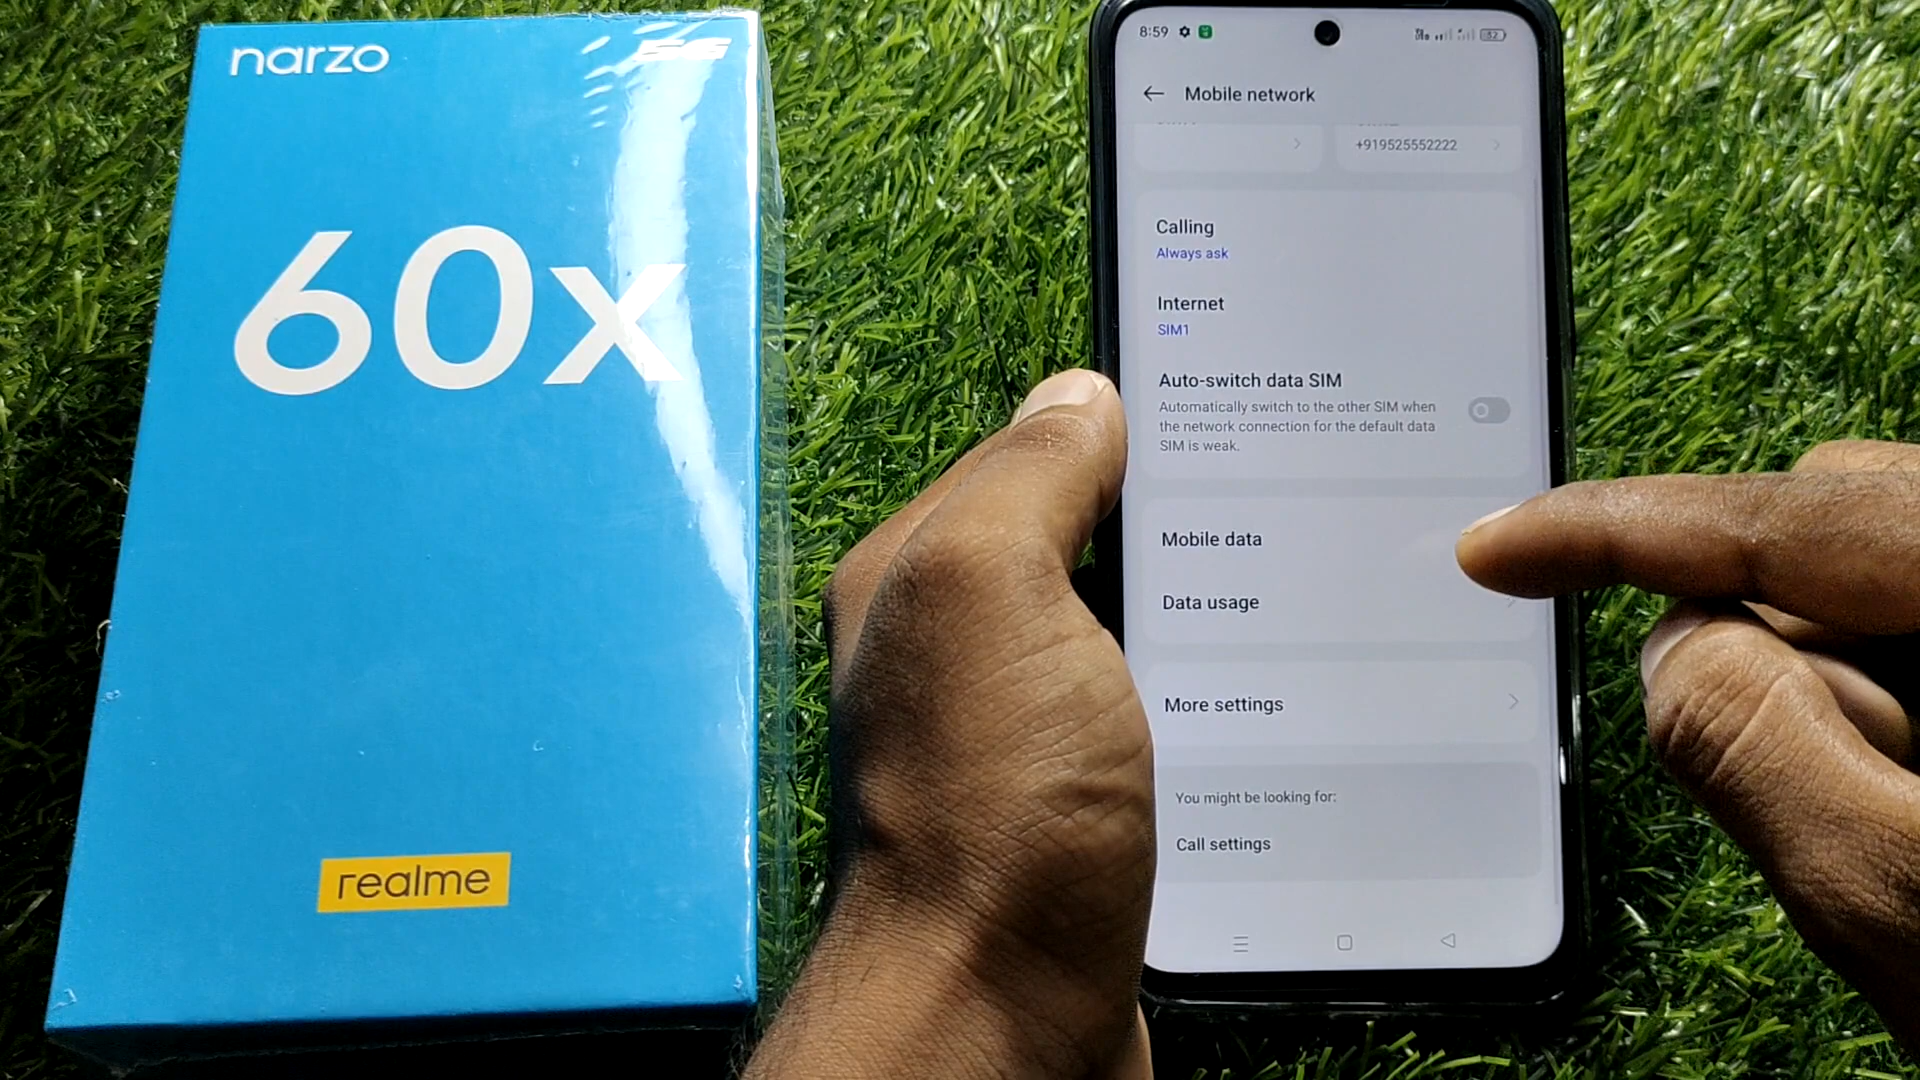 narzo
5G
60x
realme
8:59
52
Mobile network
+919525552222
Calling
Always ask
Internet
SIM1
Auto-switch data SIM
Automatically switch to the other SIM when
the network connection for the default data
SIM is weak.
Mobile data
Data usage
More settings
You might be looking for:
Call settings